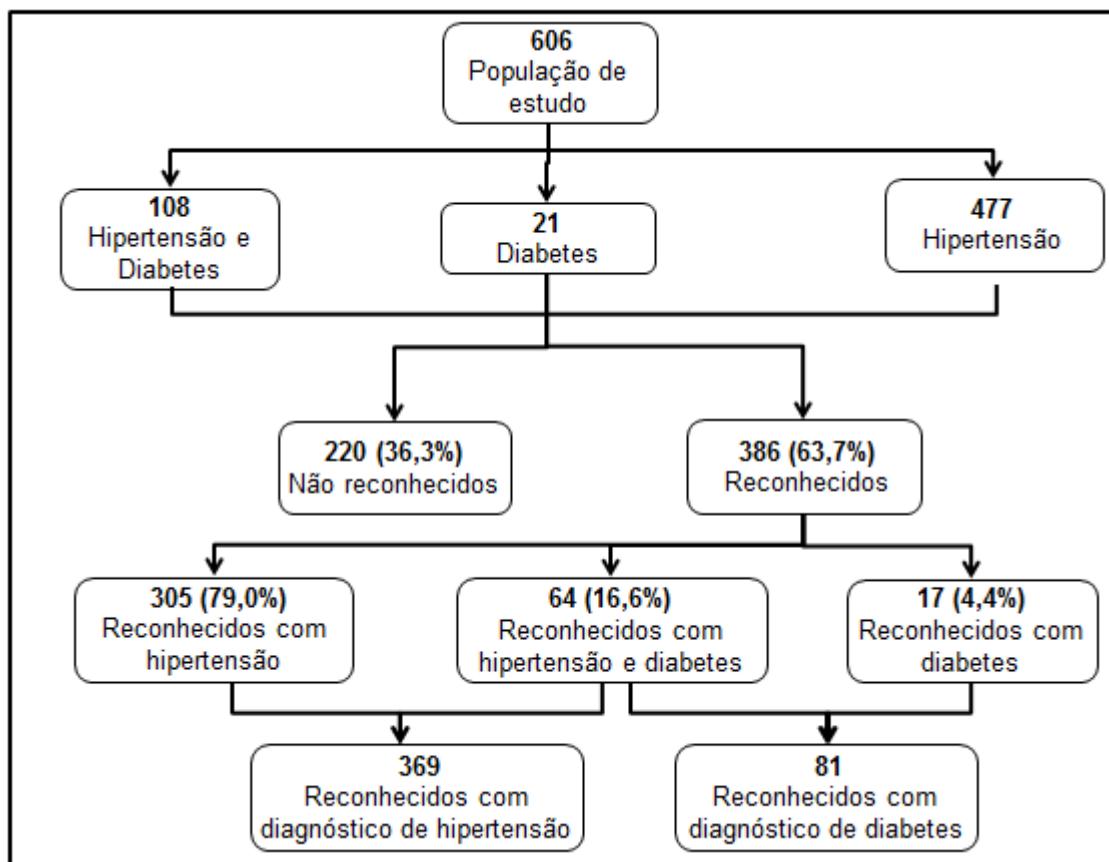 606
População de
estudo
108
Hipertensão e
Diabetes
21
Diabetes
477
Hipertensão
220 (36,3%)
Não reconhecidos
386 (63,7%)
Reconhecidos
305 (79,0%)
Reconhecidos com
hipertensão
64 (16,6%)
Reconhecidos com
hipertensão e diabetes
17 (4,4%)
Reconhecidos com
diabetes
369
Reconhecidos com
diagnóstico de hipertensão
81
Reconhecidos com
diagnóstico de diabetes